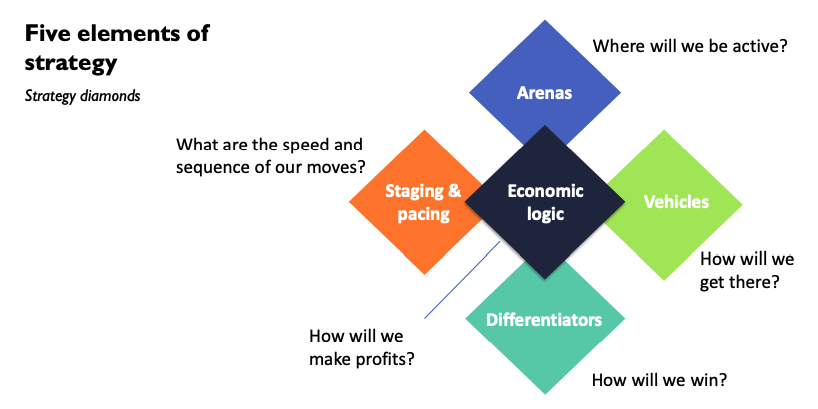 Five elements of
strategy
Strategy diamonds
Where will we be active?
Arenas
What are the speed and
sequence of our moves?
Staging &
pacing
Economic
logic
Vehicles
How will we
get there?
Differentiators
How will we
make profits?
How will we win?